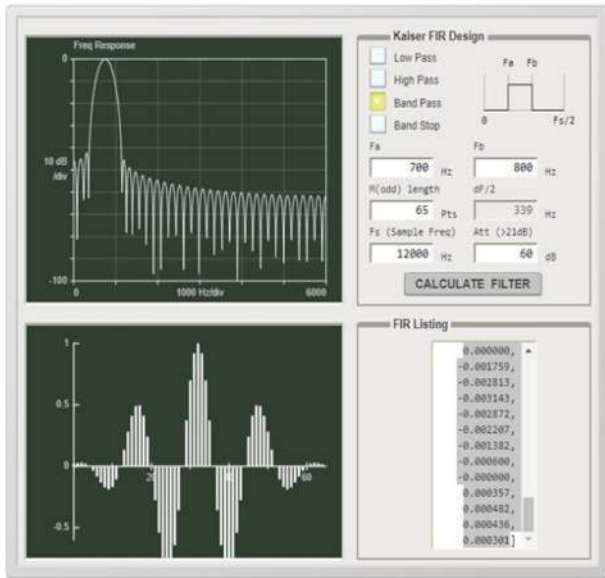 Freq Response
0
10 dB
/div
-100
0
1000 Hz/div
6000
Kaiser FIR Design
Low Pass
High Pass
Band Pass
Band Stop
Fa Fb
0 Fs/2
Fa Fb
700 Hz 800 Hz
M(odd) length dF/2
65 Pts 339 Hz
Fs (Sample Freq) Att (>21dB)
12000 Hz 60 dB
CALCULATE FILTER
1
0.5
0
-0.5
20
60
FIR Listing
0.000000,
-0.001759,
-0.002813,
-0.003143,
-0.002872,
-0.002207,
-0.001382,
-0.000600,
-0.000000,
0.000357,
0.000482,
0.000436,
0.000301]